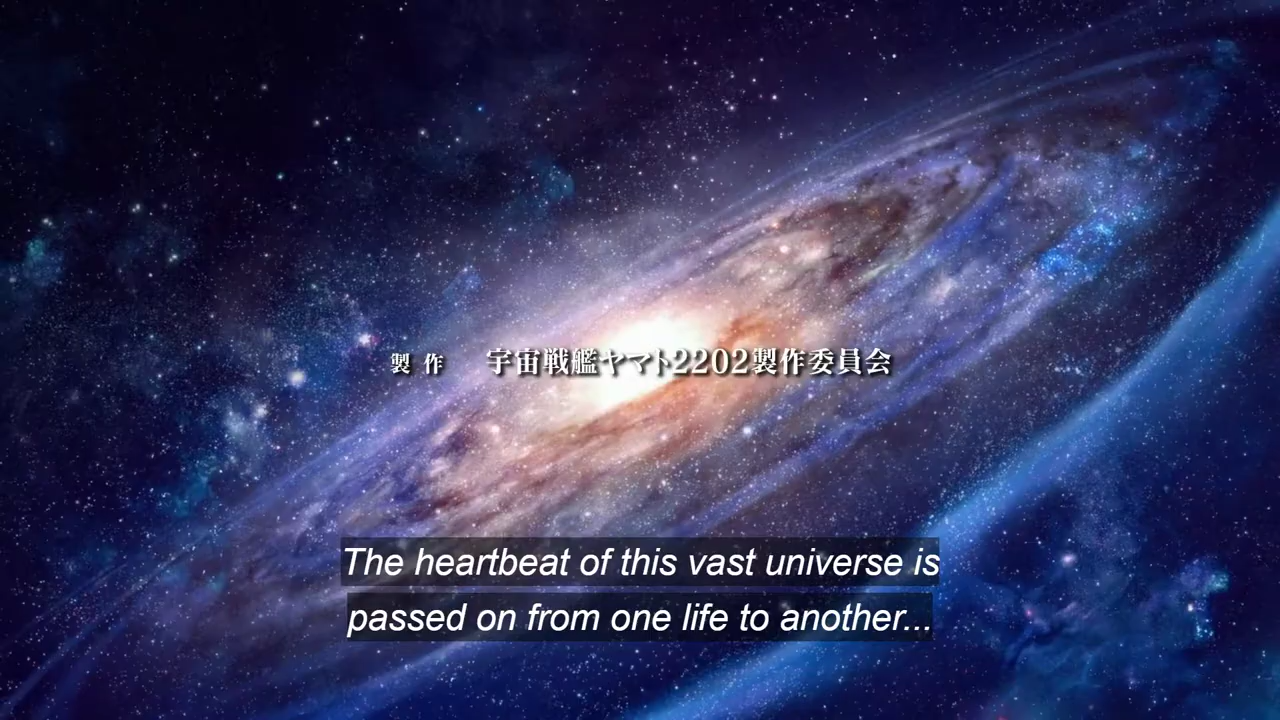 製作 宇宙戦艦ヤマト2202製作委員会
The heartbeat of this vast universe is
passed on from one life to another...